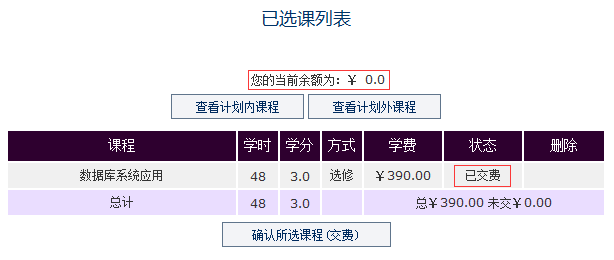 已选课列表
您的当前余额为：￥ 0.0
查看计划内课程 查看计划外课程
课程 学时 学分 方式 学费 状态 删除
数据库系统应用 48 3.0 选修 ￥390.00 已交费
总计 48 3.0 总￥390.00 未交￥0.00
确认所选课程(交费)